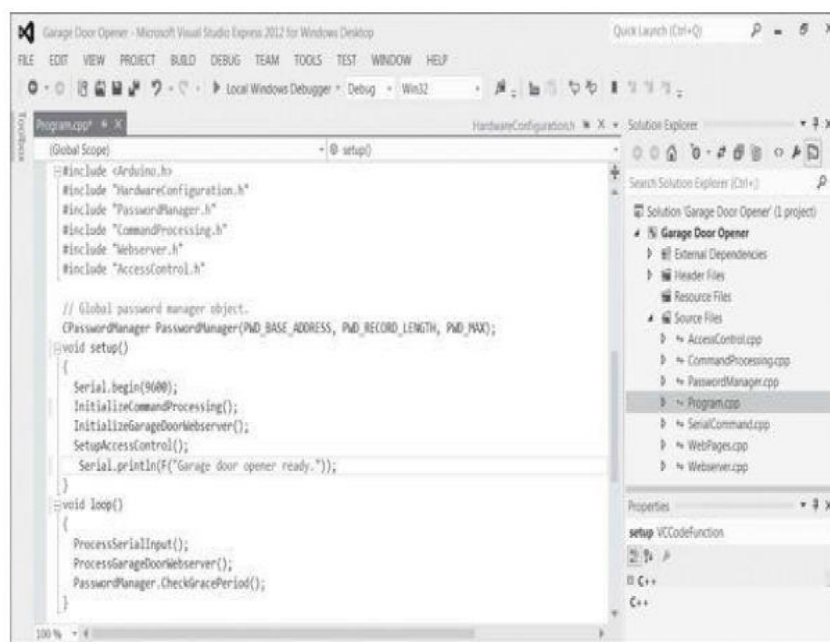 Garage Door Opener - Microsoft Visual Studio Express 2012 for Windows Desktop
Quick Launch (Ctrl+Q)
FILE EDIT VIEW PROJECT BUILD DEBUG TEAM TOOLS TEST WINDOW HELP
Local Windows Debugger Debug Win32
Toolbox
Program.cpp*
HardwareConfiguration.h
(Global Scope)
setup()
#include <Arduino.h>
#include "HardwareConfiguration.h"
#include "PasswordManager.h"
#include "CommandProcessing.h"
#include "Webserver.h"
#include "AccessControl.h"
// Global password manager object.
CPasswordManager PasswordManager(PWD_BASE_ADDRESS, PWD_RECORD_LENGTH, PWD_MAX);
void setup()
{
Serial.begin(9600);
InitializeCommandProcessing();
InitializeGarageDoorWebserver();
SetupAccessControl();
Serial.println(F("Garage door opener ready."));
}
void loop()
{
ProcessSerialInput();
ProcessGarageDoorWebserver();
PasswordManager.CheckGracePeriod();
}
100 %
Solution Explorer
Search Solution Explorer (Ctrl+;)
Solution 'Garage Door Opener' (1 project)
Garage Door Opener
External Dependencies
Header Files
Resource Files
Source Files
AccessControl.cpp
CommandProcessing.cpp
PasswordManager.cpp
Program.cpp
SerialCommand.cpp
WebPages.cpp
Webserver.cpp
Properties
setup VCCodeFunction
C++
C++